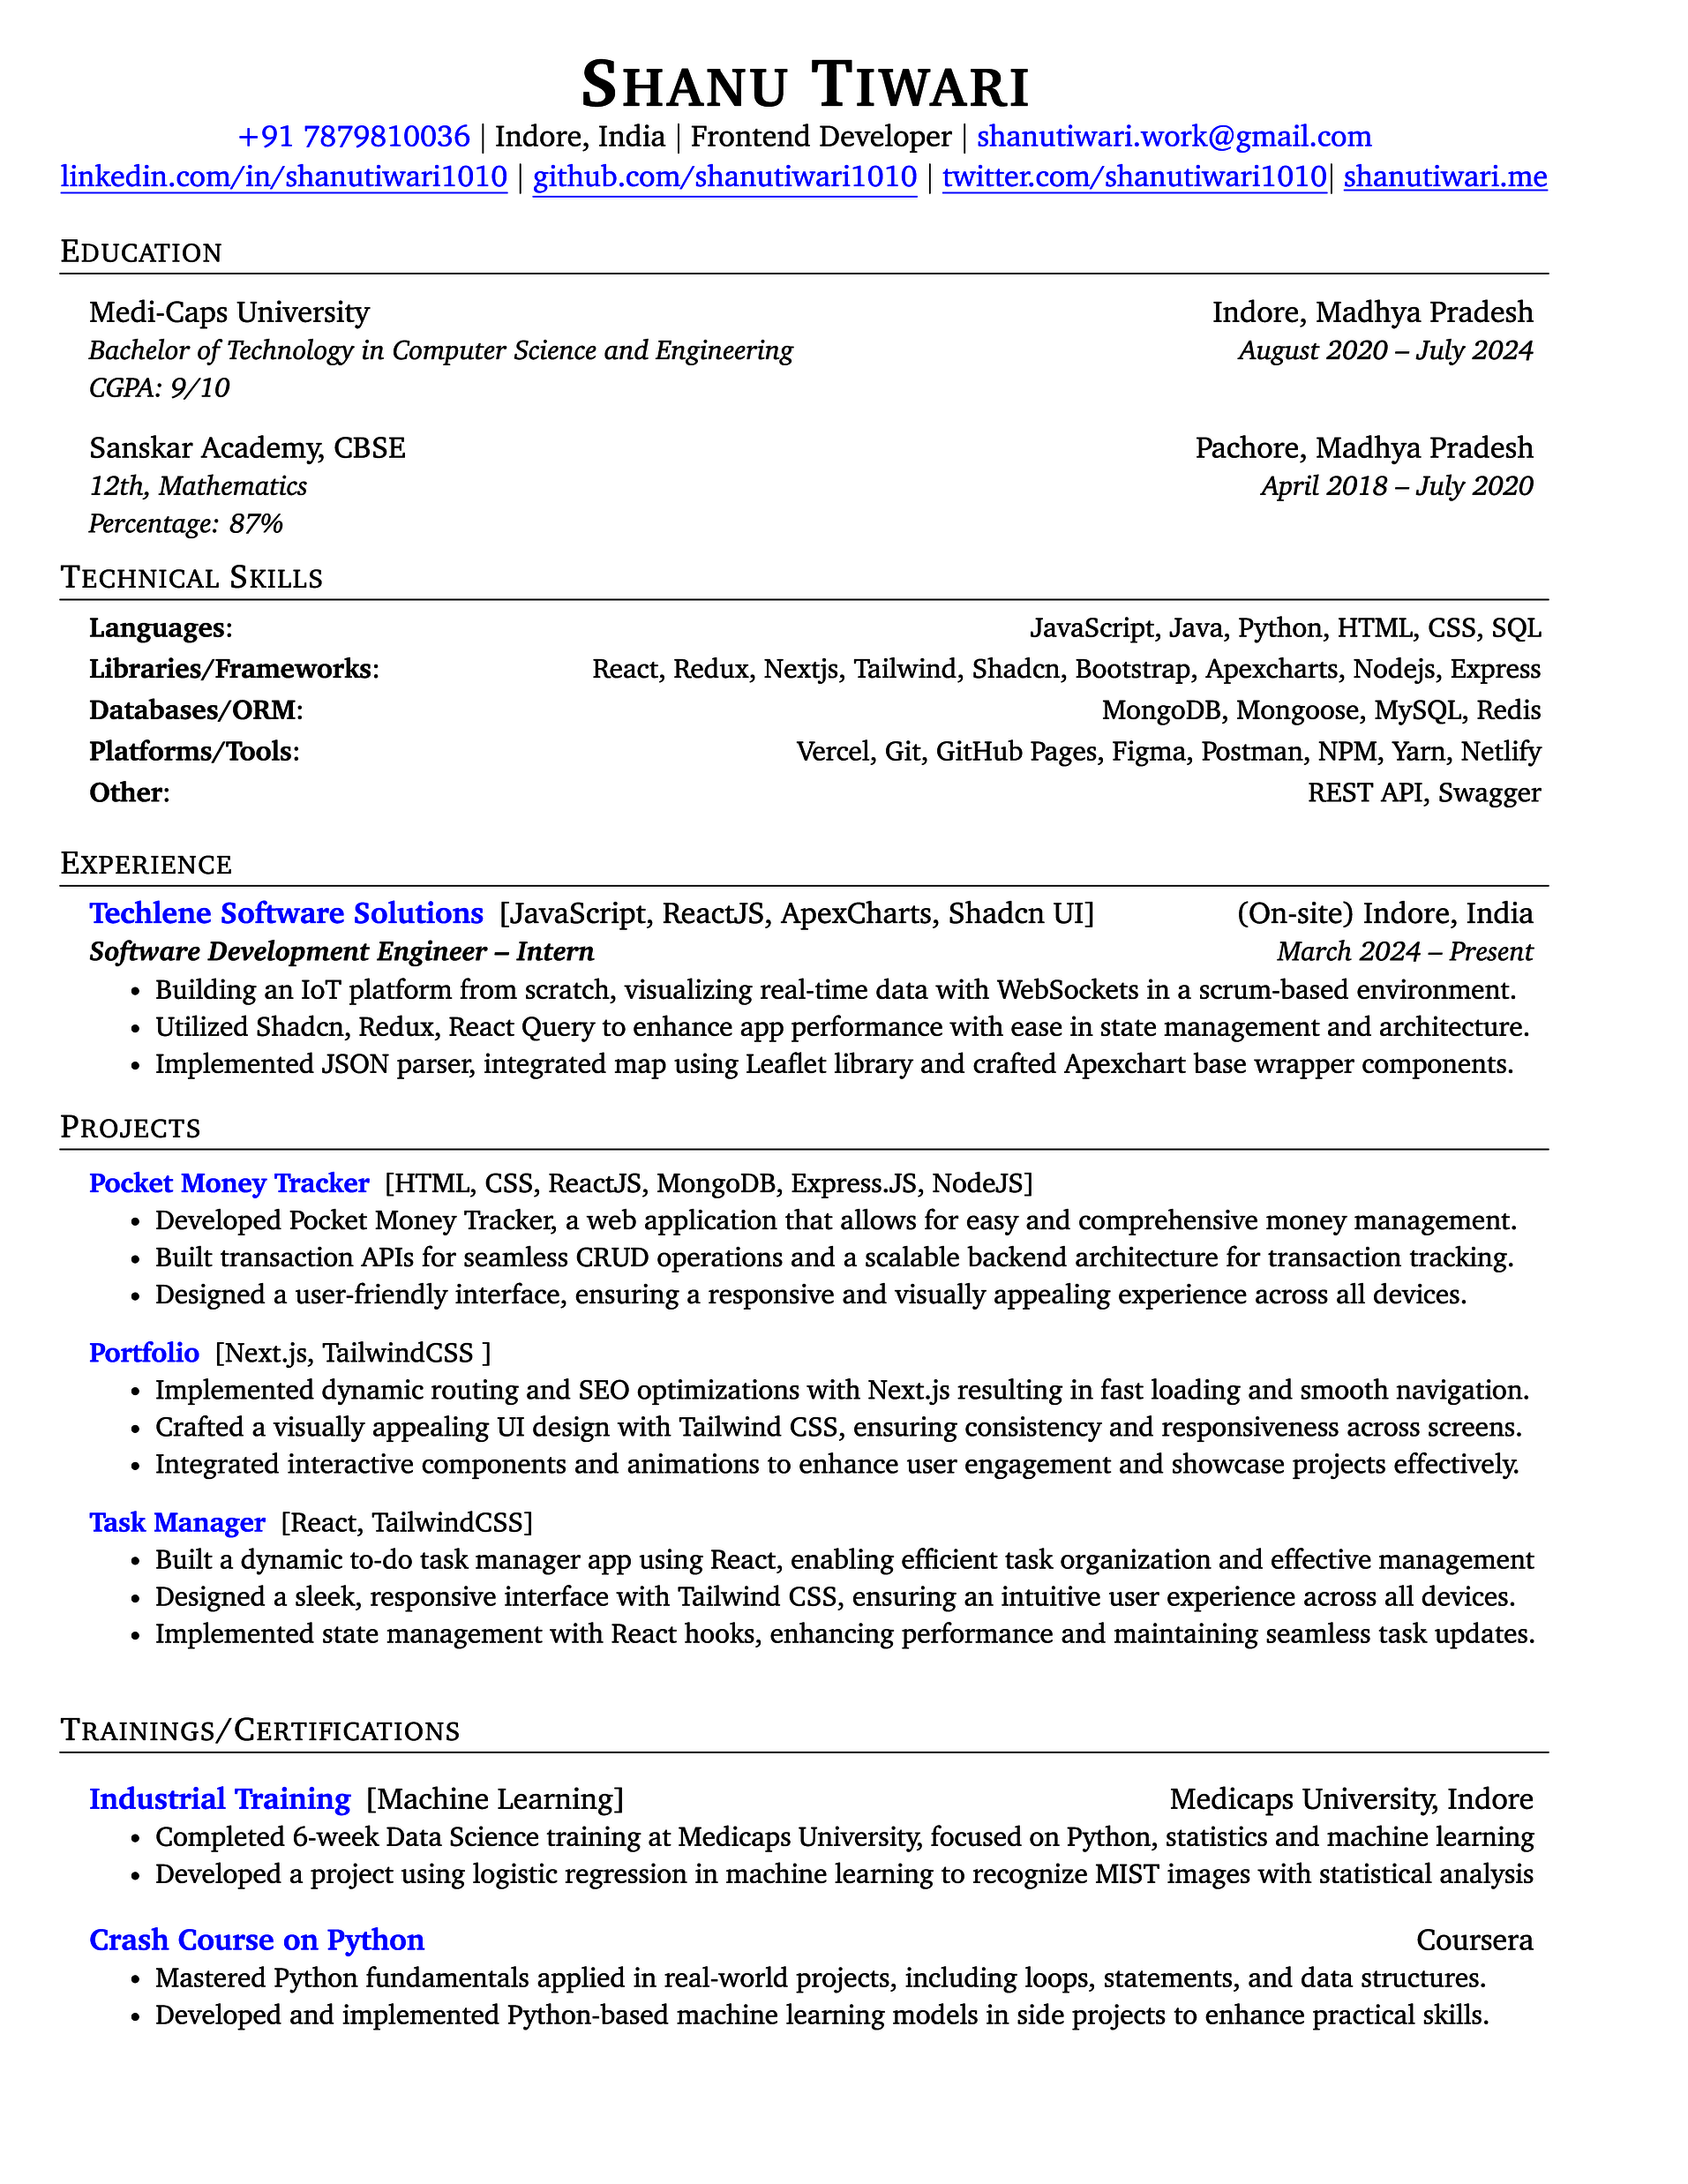 Shanu Tiwari
+91 7879810036 | Indore, India | Frontend Developer | shanutiwari.work@gmail.com
linkedin.com/in/shanutiwari1010 | github.com/shanutiwari1010 | twitter.com/shanutiwari1010| shanutiwari.me
Education
Medi-Caps University Indore, Madhya Pradesh
Bachelor of Technology in Computer Science and Engineering August 2020 – July 2024
CGPA: 9/10
Sanskar Academy, CBSE Pachore, Madhya Pradesh
12th, Mathematics April 2018 – July 2020
Percentage: 87%
Technical Skills
Languages: JavaScript, Java, Python, HTML, CSS, SQL
Libraries/Frameworks: React, Redux, Nextjs, Tailwind, Shadcn, Bootstrap, Apexcharts, Nodejs, Express
Databases/ORM: MongoDB, Mongoose, MySQL, Redis
Platforms/Tools: Vercel, Git, GitHub Pages, Figma, Postman, NPM, Yarn, Netlify
Other: REST API, Swagger
Experience
Techlene Software Solutions [JavaScript, ReactJS, ApexCharts, Shadcn UI] (On-site) Indore, India
Software Development Engineer – Intern March 2024 – Present
• Building an IoT platform from scratch, visualizing real-time data with WebSockets in a scrum-based environment.
• Utilized Shadcn, Redux, React Query to enhance app performance with ease in state management and architecture.
• Implemented JSON parser, integrated map using Leaflet library and crafted Apexchart base wrapper components.
Projects
Pocket Money Tracker [HTML, CSS, ReactJS, MongoDB, Express.JS, NodeJS]
• Developed Pocket Money Tracker, a web application that allows for easy and comprehensive money management.
• Built transaction APIs for seamless CRUD operations and a scalable backend architecture for transaction tracking.
• Designed a user-friendly interface, ensuring a responsive and visually appealing experience across all devices.
Portfolio [Next.js, TailwindCSS ]
• Implemented dynamic routing and SEO optimizations with Next.js resulting in fast loading and smooth navigation.
• Crafted a visually appealing UI design with Tailwind CSS, ensuring consistency and responsiveness across screens.
• Integrated interactive components and animations to enhance user engagement and showcase projects effectively.
Task Manager [React, TailwindCSS]
• Built a dynamic to-do task manager app using React, enabling efficient task organization and effective management
• Designed a sleek, responsive interface with Tailwind CSS, ensuring an intuitive user experience across all devices.
• Implemented state management with React hooks, enhancing performance and maintaining seamless task updates.
Trainings/Certifications
Industrial Training [Machine Learning] Medicaps University, Indore
• Completed 6-week Data Science training at Medicaps University, focused on Python, statistics and machine learning
• Developed a project using logistic regression in machine learning to recognize MIST images with statistical analysis
Crash Course on Python Coursera
• Mastered Python fundamentals applied in real-world projects, including loops, statements, and data structures.
• Developed and implemented Python-based machine learning models in side projects to enhance practical skills.